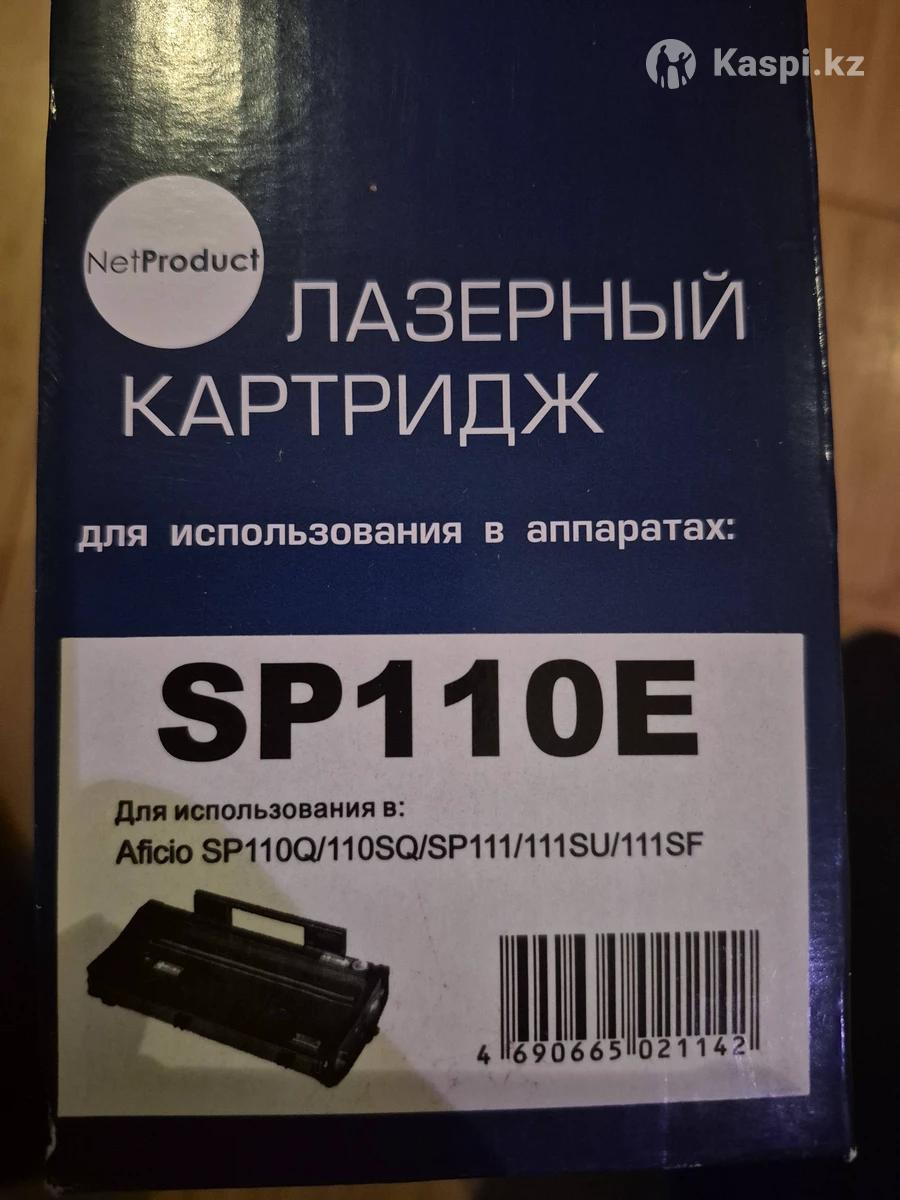 Kaspi.kz
NetProduct
ЛАЗЕРНЫЙ
КАРТРИДЖ
для использования в аппаратах:
SP110E
Для использования в:
Aficio SP110Q/110SQ/SP111/111SU/111SF
4 690665 021142